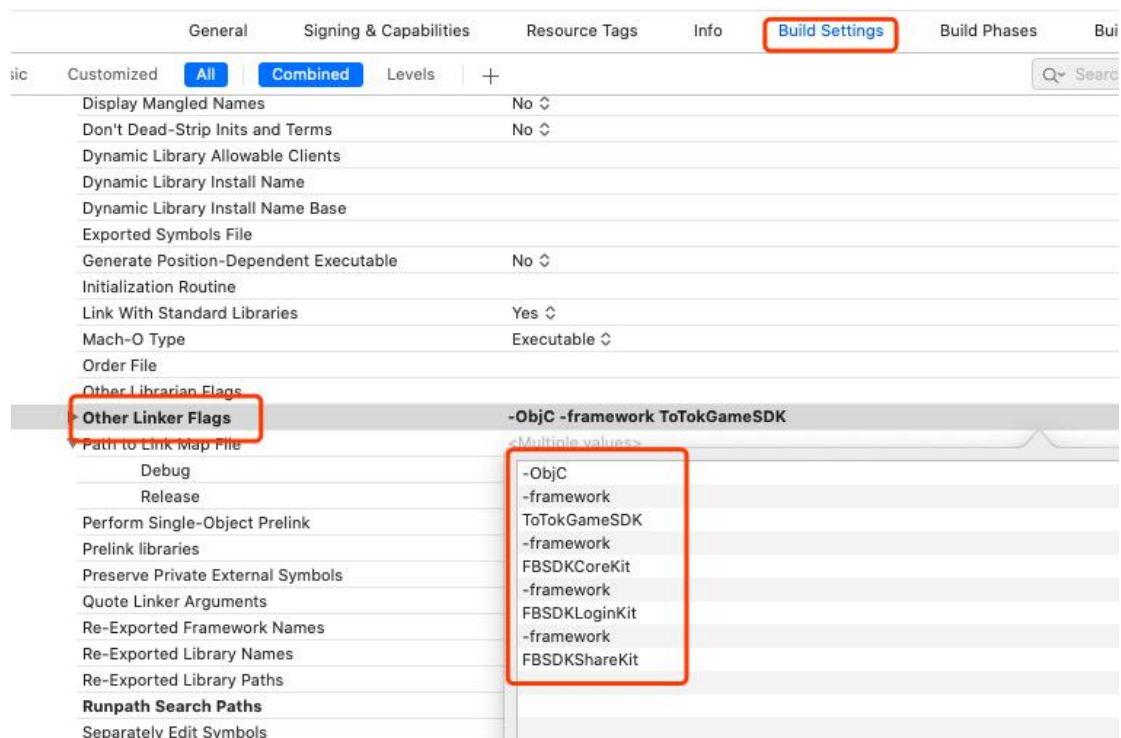 General Signing & Capabilities Resource Tags Info Build Settings Build Phases Bui
sic Customized All Combined Levels + Searc
Display Mangled Names No
Don't Dead-Strip Inits and Terms No
Dynamic Library Allowable Clients
Dynamic Library Install Name
Dynamic Library Install Name Base
Exported Symbols File
Generate Position-Dependent Executable No
Initialization Routine
Link With Standard Libraries Yes
Mach-O Type Executable
Order File
Other Librarian Flags
Other Linker Flags -ObjC -framework ToTokGameSDK
Path to Link Map File <Multiple values>
Debug -ObjC
Release -framework
Perform Single-Object Prelink ToTokGameSDK
Prelink libraries -framework
Preserve Private External Symbols FBSDKCoreKit
Quote Linker Arguments -framework
Re-Exported Framework Names FBSDKLoginKit
Re-Exported Library Names -framework
Re-Exported Library Paths FBSDKShareKit
Runpath Search Paths
Separately Edit Symbols